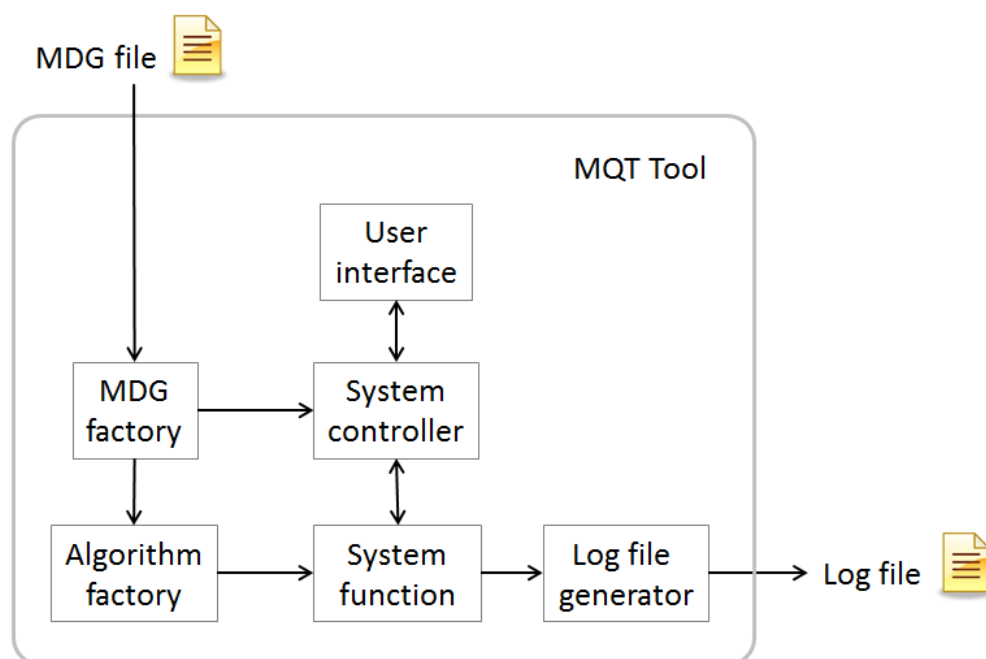 MDG file
MQT Tool
User
interface
MDG
factory
System
controller
Algorithm
factory
System
function
Log file
generator
Log file